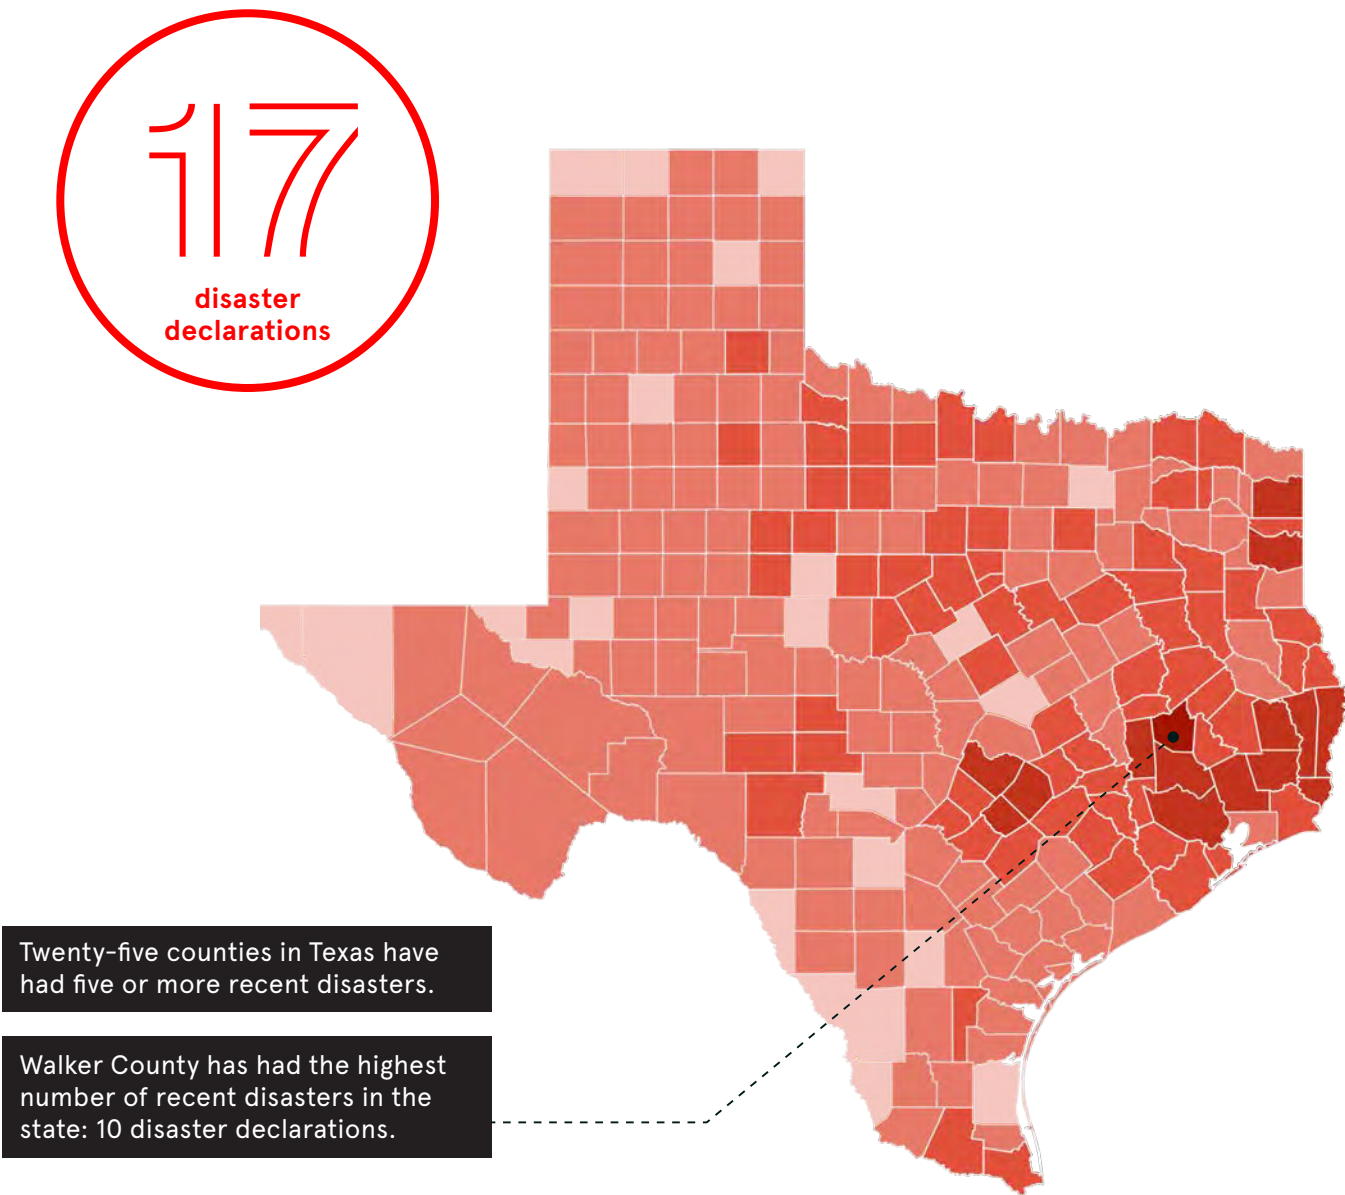 17
disaster
declarations
Twenty-five counties in Texas have
had five or more recent disasters.
Walker County has had the highest
number of recent disasters in the
state: 10 disaster declarations.